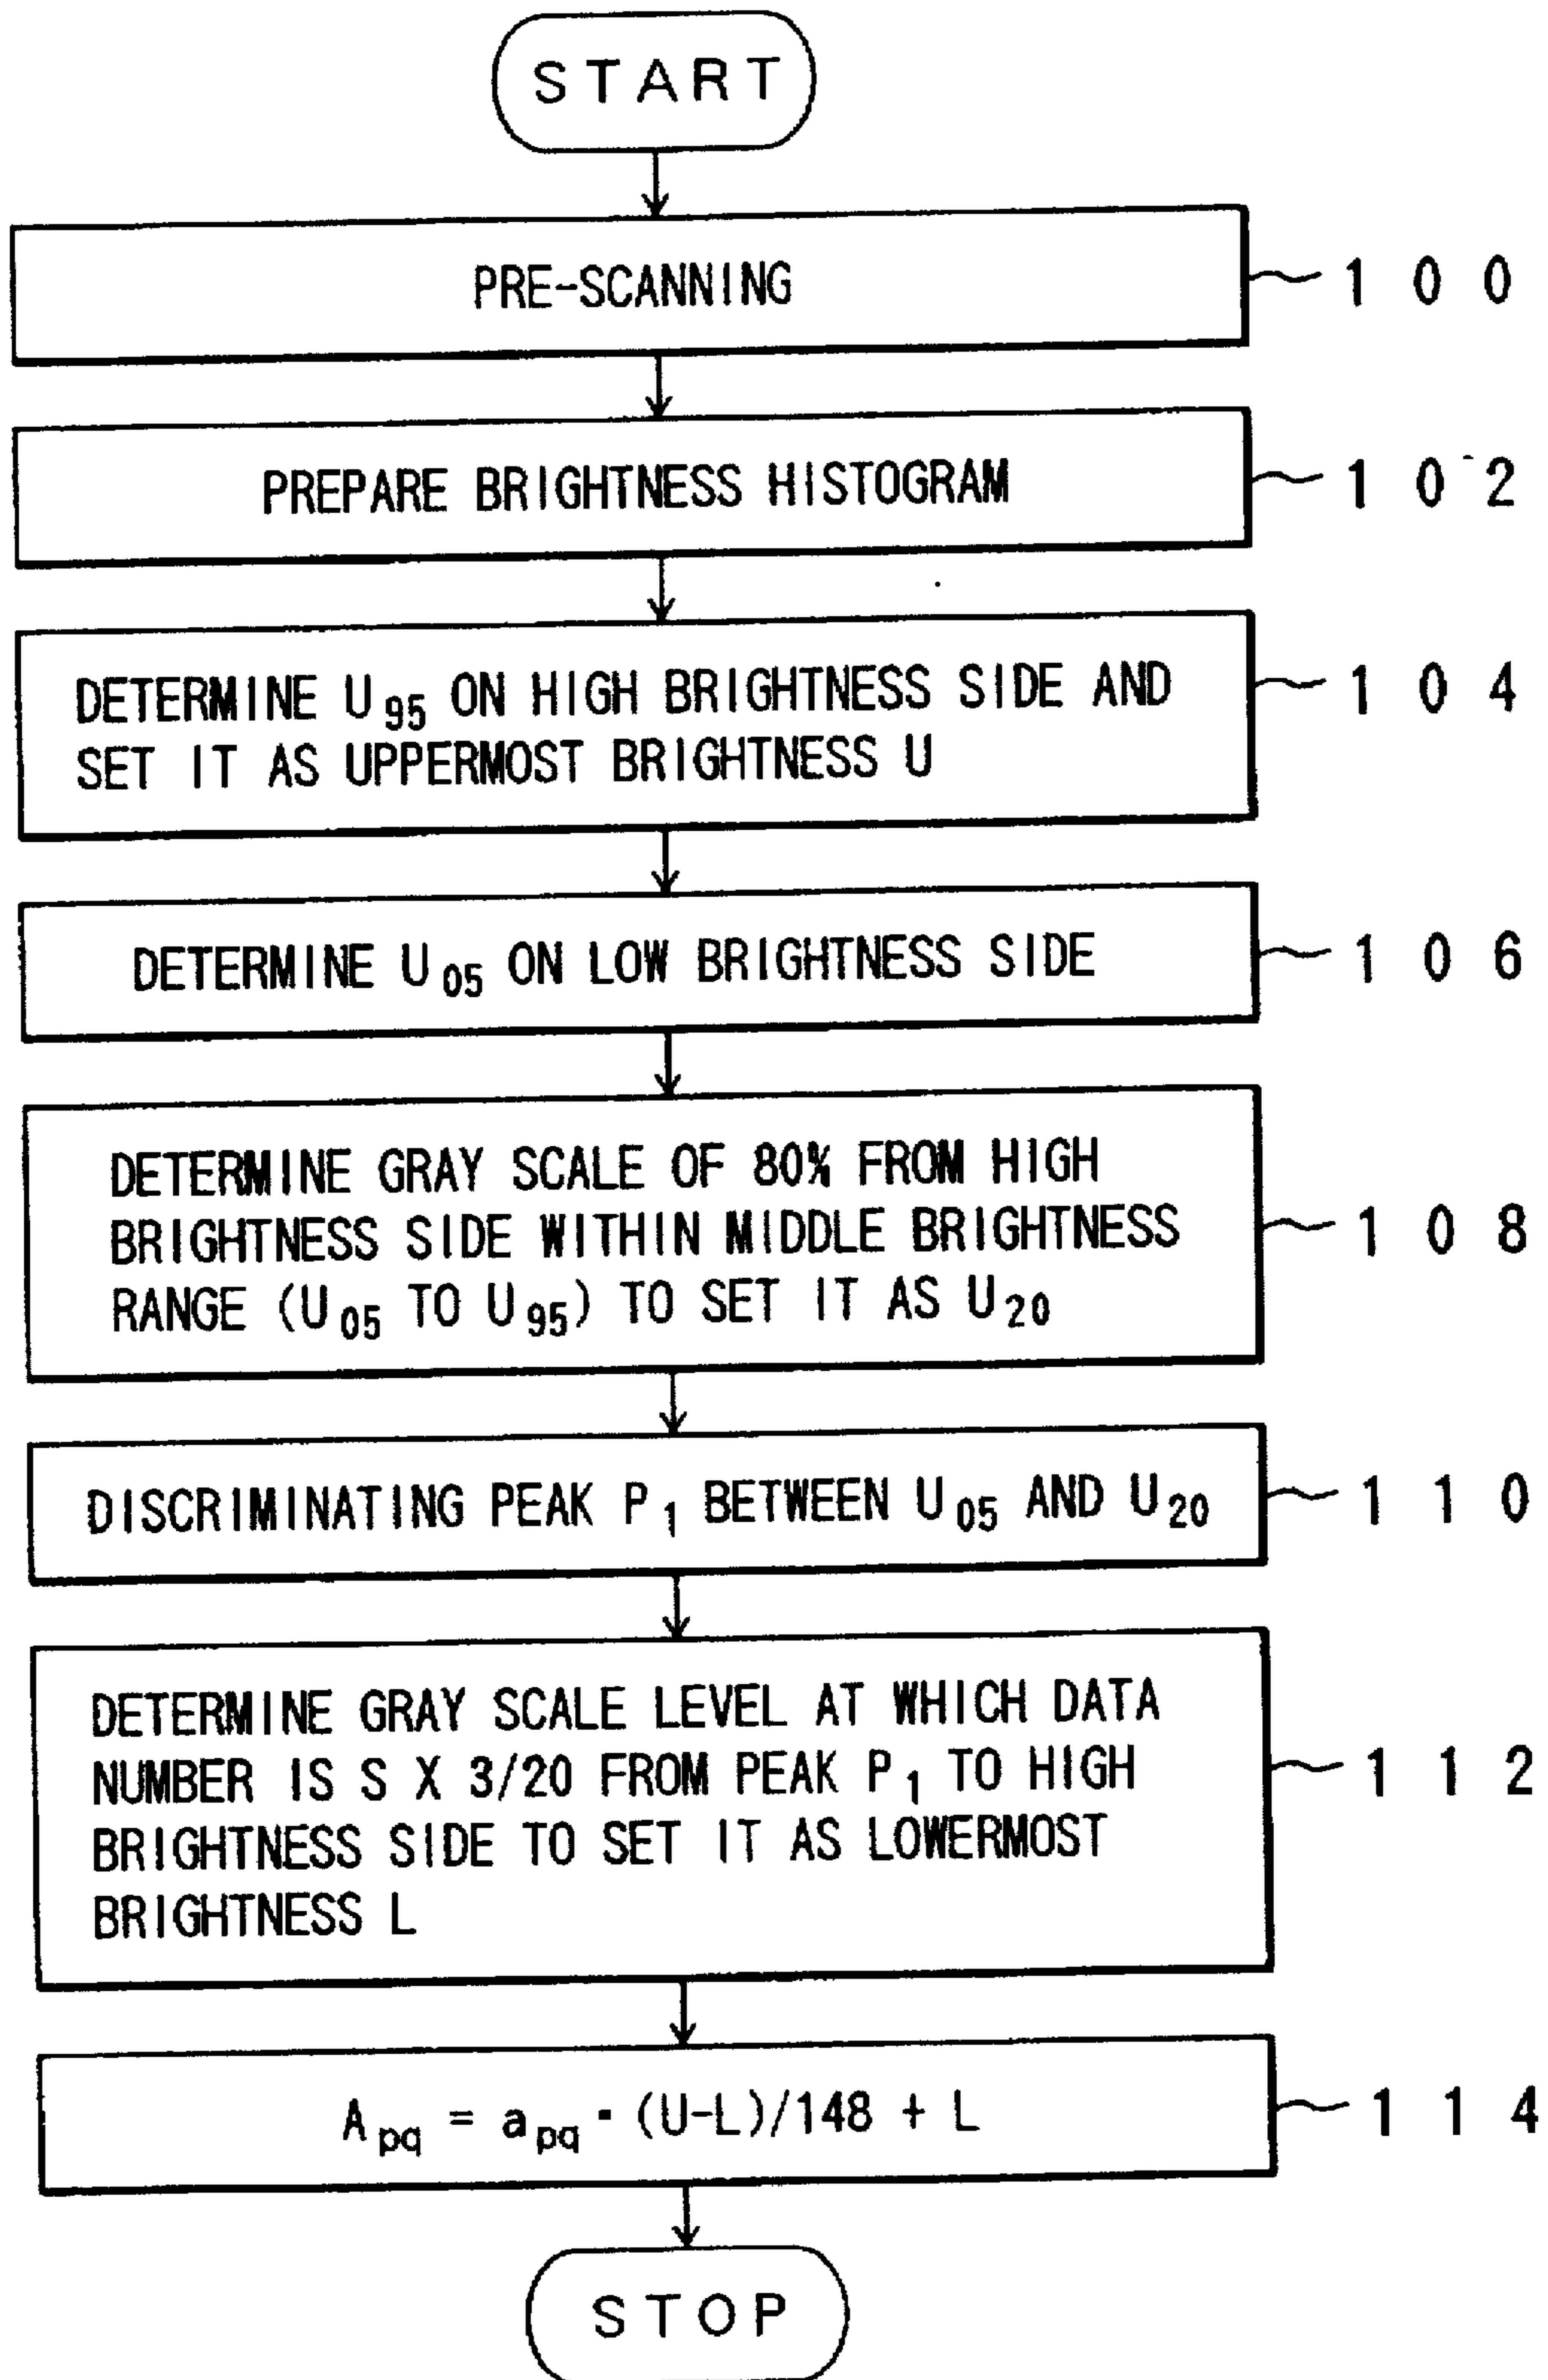 START
PRE-SCANNING
100
PREPARE BRIGHTNESS HISTOGRAM
102
DETERMINE U95 ON HIGH BRIGHTNESS SIDE AND
SET IT AS UPPERMOST BRIGHTNESS U
104
DETERMINE U05 ON LOW BRIGHTNESS SIDE
106
DETERMINE GRAY SCALE OF 80% FROM HIGH
BRIGHTNESS SIDE WITHIN MIDDLE BRIGHTNESS
RANGE (U05 TO U95) TO SET IT AS U20
108
DISCRIMINATING PEAK P1 BETWEEN U05 AND U20
110
DETERMINE GRAY SCALE LEVEL AT WHICH DATA
NUMBER IS S X 3/20 FROM PEAK P1 TO HIGH
BRIGHTNESS SIDE TO SET IT AS LOWERMOST
BRIGHTNESS L
112
Apq = apq · (U-L)/148 + L
114
STOP